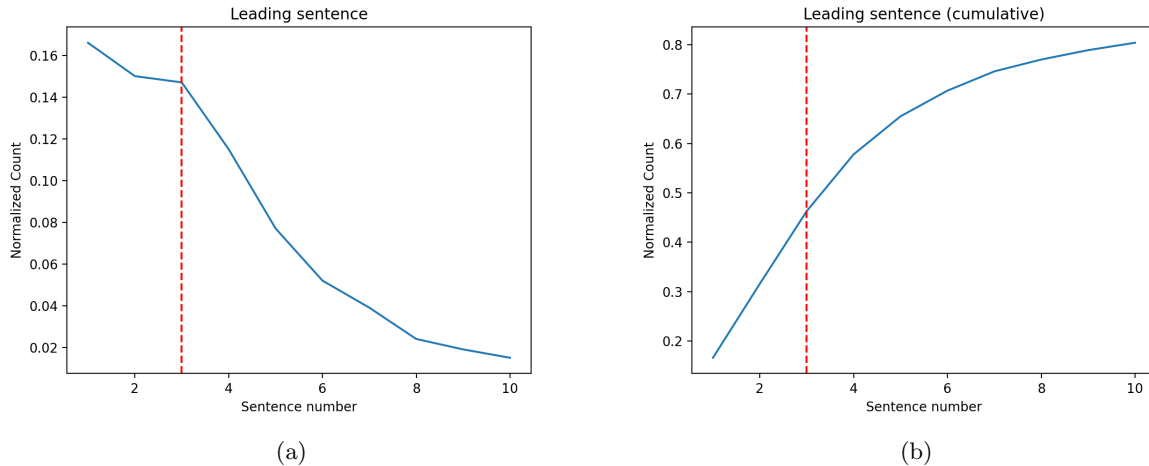 Leading sentence
Normalized Count
0.16
0.14
0.12
0.10
0.08
0.06
0.04
0.02
2 4 6 8 10
Sentence number
(a)
Leading sentence (cumulative)
Normalized Count
0.8
0.7
0.6
0.5
0.4
0.3
0.2
2 4 6 8 10
Sentence number
(b)